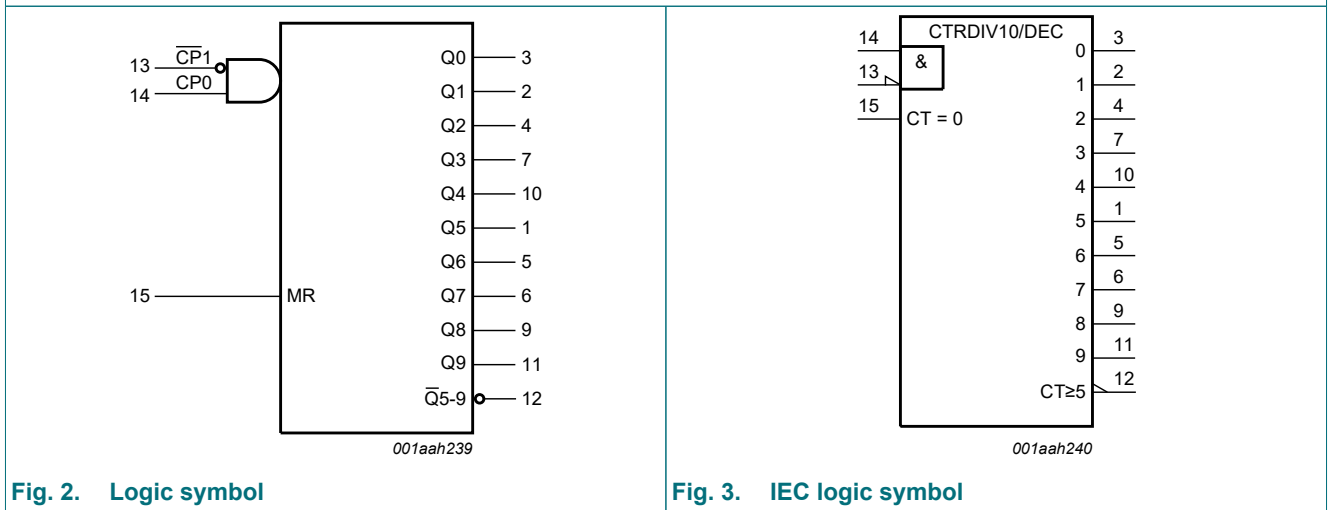 13 C̅P̅1 Q0 3
14 CP0 Q1 2
Q2 4
Q3 7
Q4 10
Q5 1
Q6 5
15 MR Q7 6
Q8 9
Q9 11
Q̅5-9 12
001aah239
Fig. 2. Logic symbol
CTRDIV10/DEC
14 & 0 3
13 1 2
15 CT = 0 2 4
3 7
4 10
5 1
6 5
7 6
8 9
9 11
CT≥5 12
001aah240
Fig. 3. IEC logic symbol